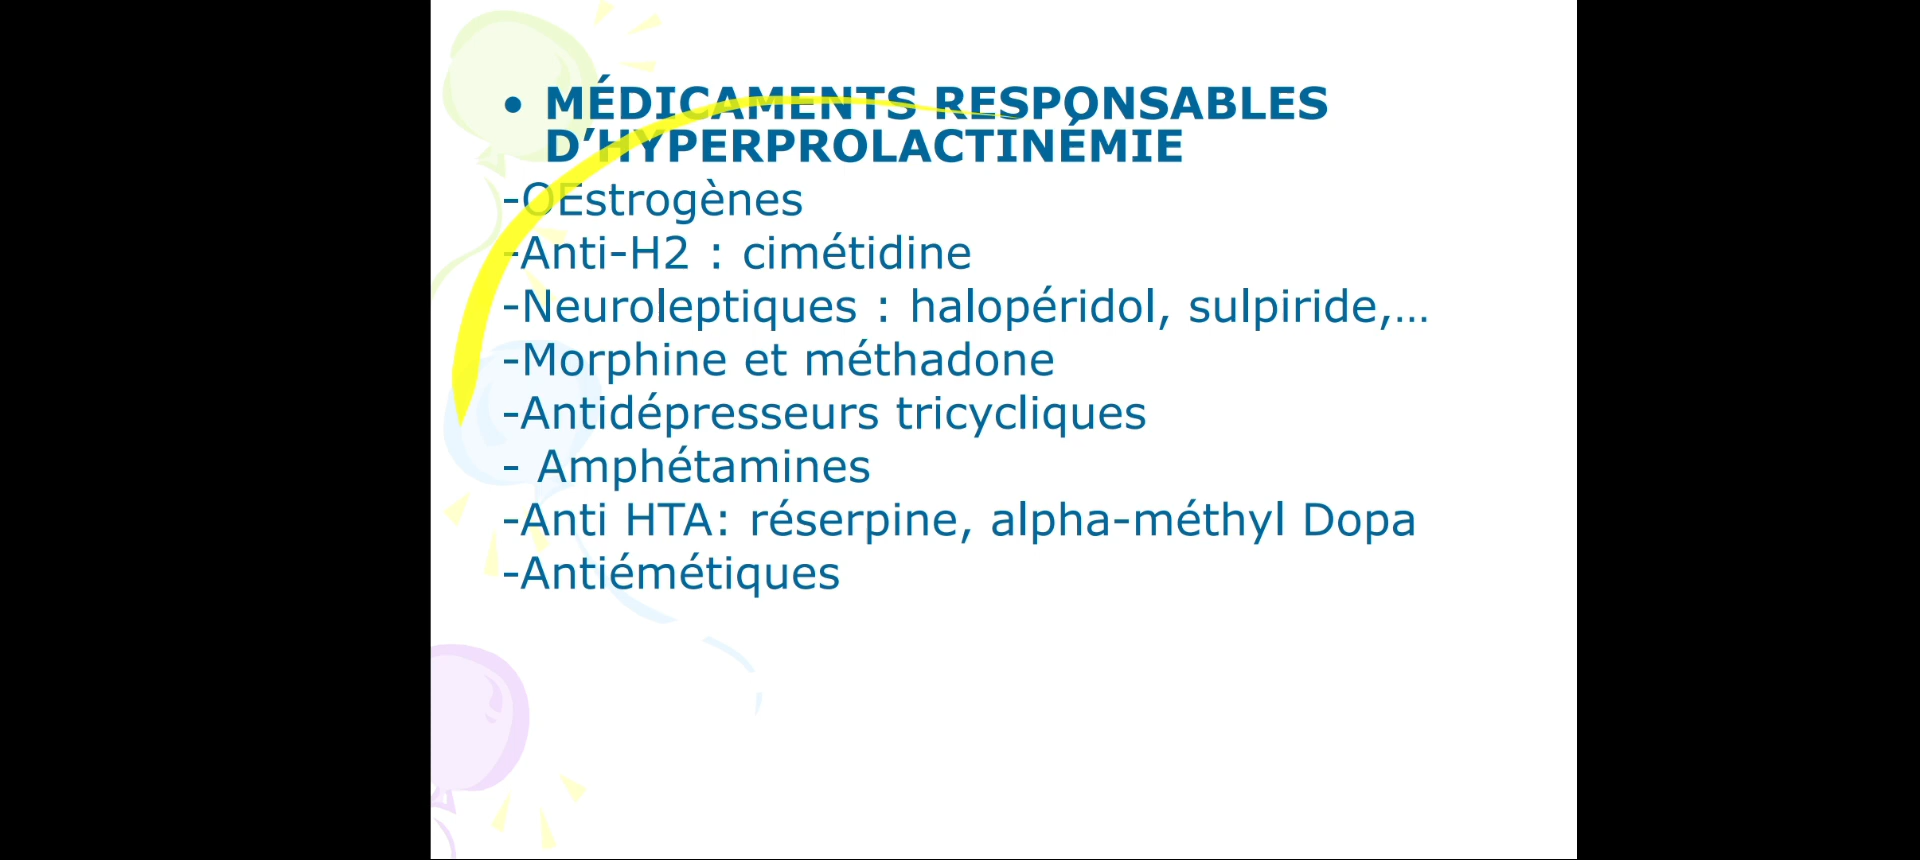 • MÉDICAMENTS RESPONSABLES
D’HYPERPROLACTINÉMIE
-OEstrogènes
-Anti-H2 : cimétidine
-Neuroleptiques : halopéridol, sulpiride,…
-Morphine et méthadone
-Antidépresseurs tricycliques
- Amphétamines
-Anti HTA: réserpine, alpha-méthyl Dopa
-Antiémétiques